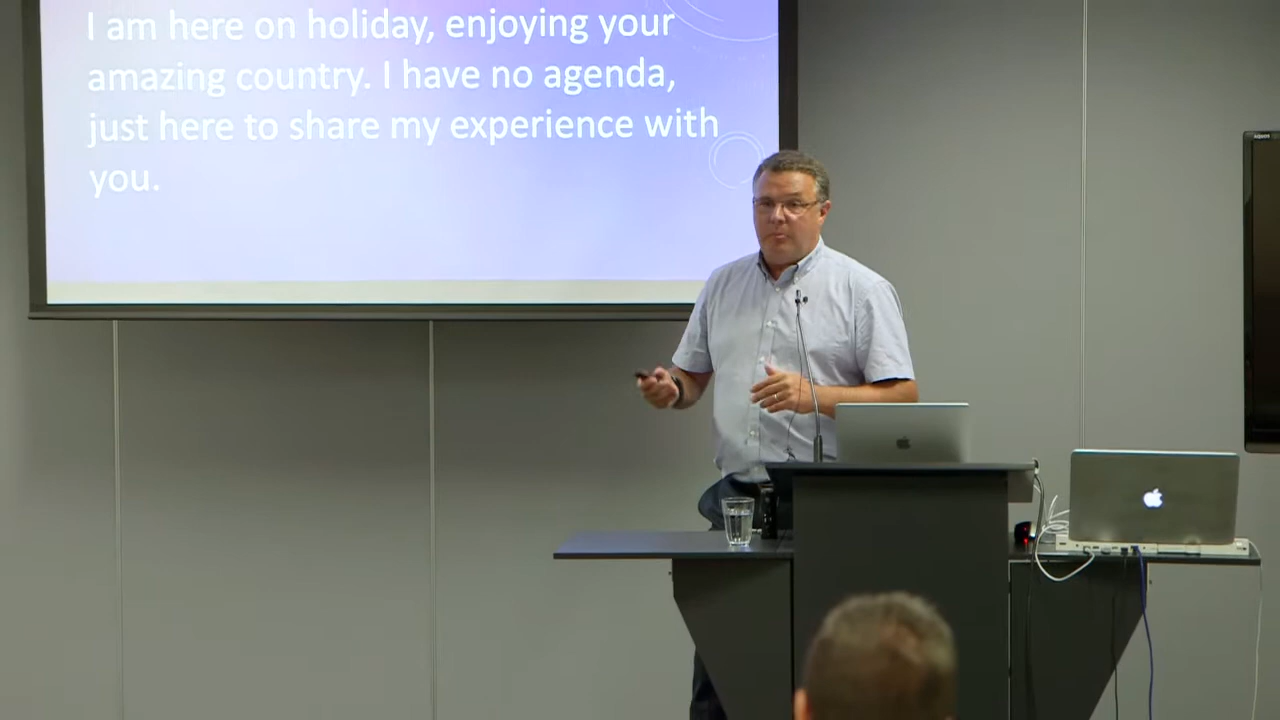 I am here on holiday, enjoying your
amazing country. I have no agenda,
just here to share my experience with
you.